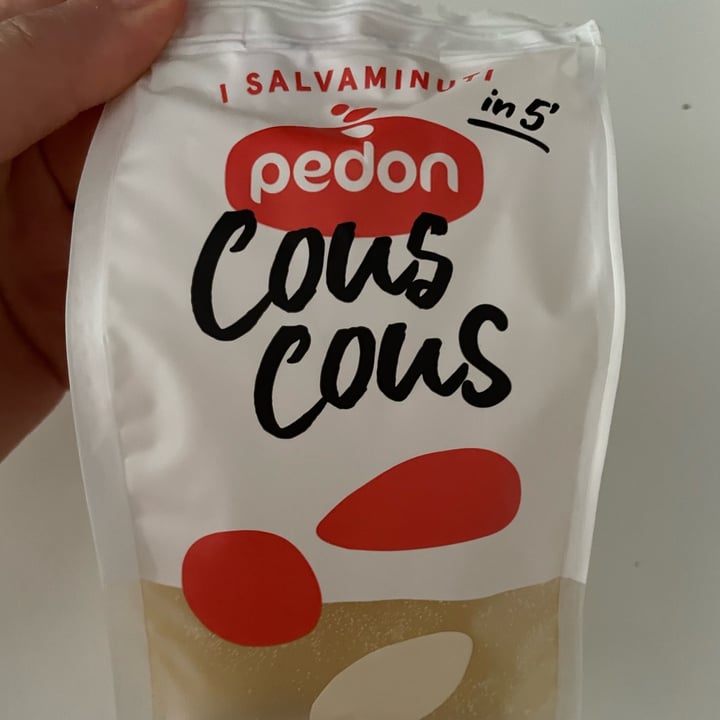 I SALVAMINUTI
in 5'
pedon
Cous
Cous